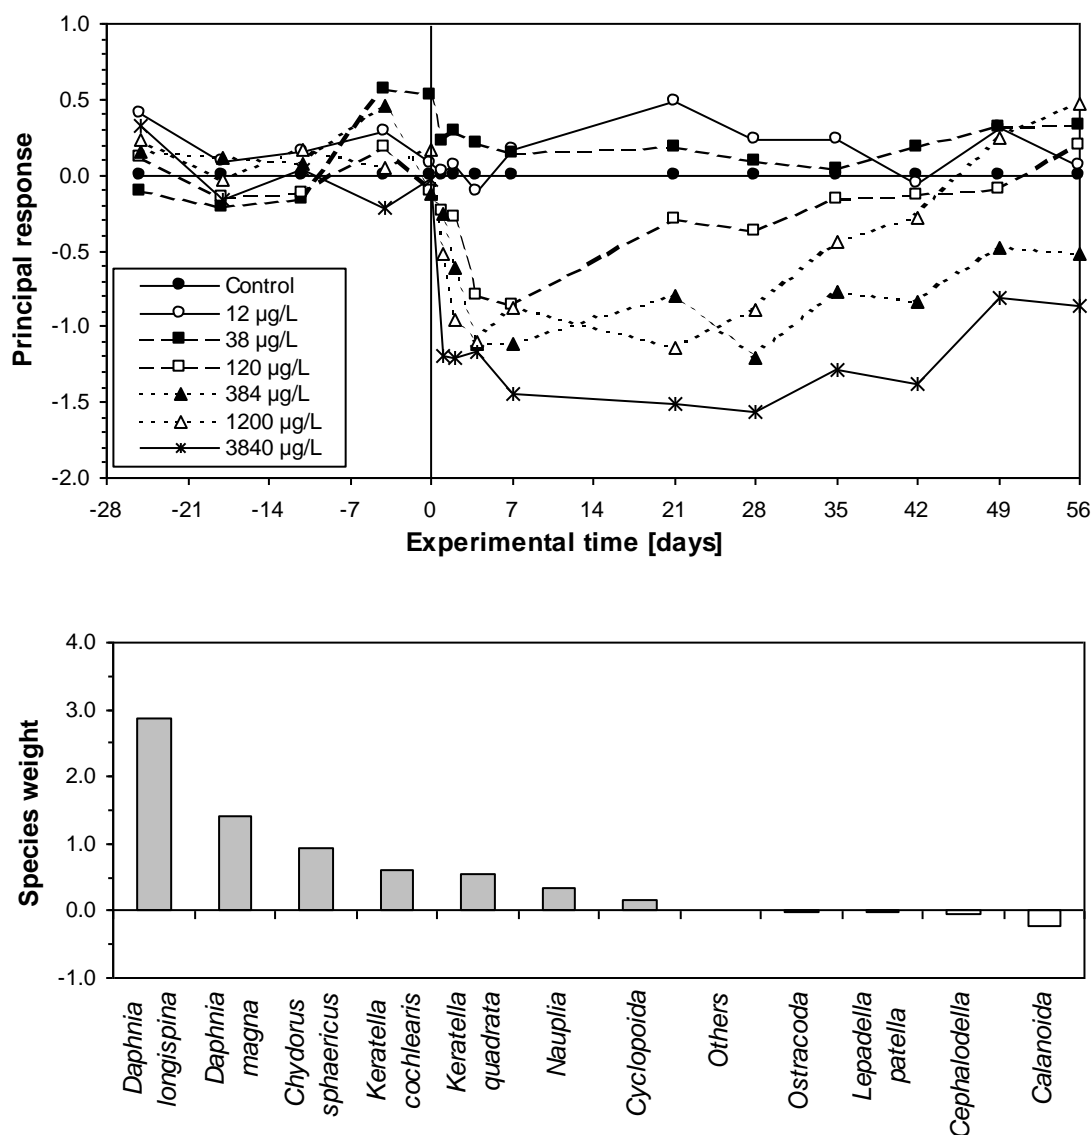 1.0
0.5
0.0
-0.5
-1.0
-1.5
-2.0
Principal response
Control
12 µg/L
38 µg/L
120 µg/L
384 µg/L
1200 µg/L
3840 µg/L
-28 -21 -14 -7 0 7 14 21 28 35 42 49 56
Experimental time [days]
4.0
3.0
2.0
1.0
0.0
-1.0
Species weight
Daphnia
longispina
Daphnia
magna
Chydorus
sphaericus
Keratella
cochlearis
Keratella
quadrata
Nauplia
Cyclopoida
Others
Ostracoda
Lepadella
patella
Cephalodella
Calanoida